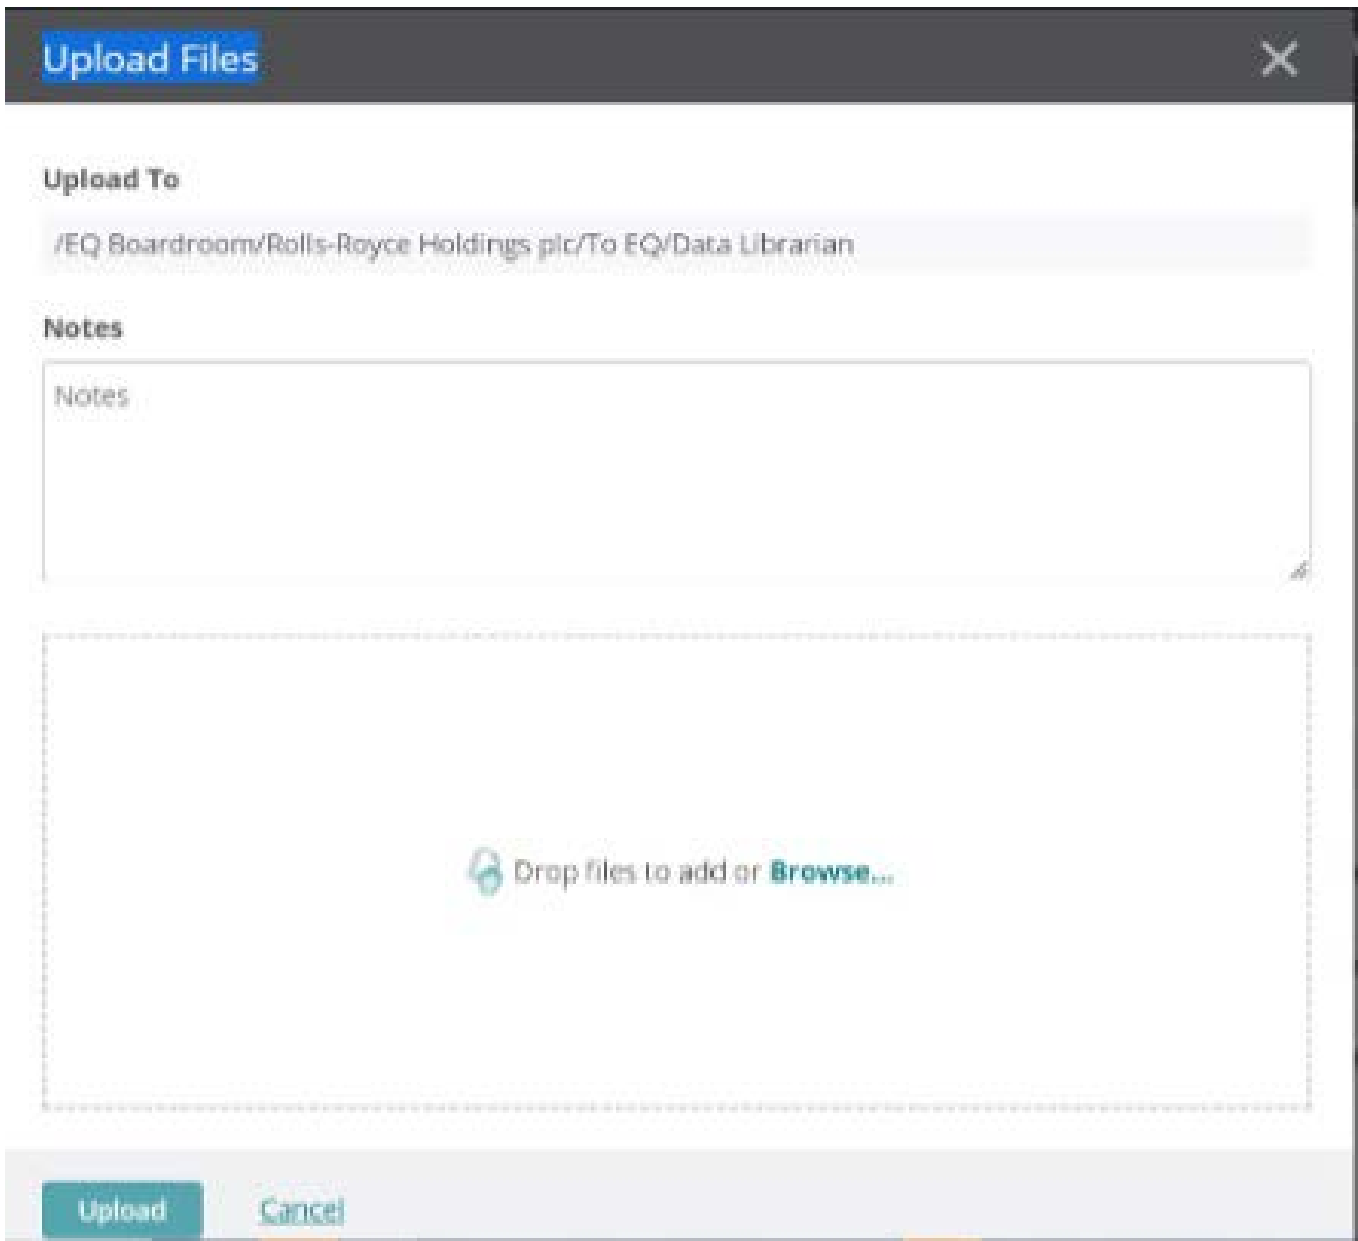 Upload Files
Upload To
/EQ Boardroom/Rolls-Royce Holdings plc/To EQ/Data Librarian
Notes
Notes
Drop files to add or Browse...
Upload Cancel